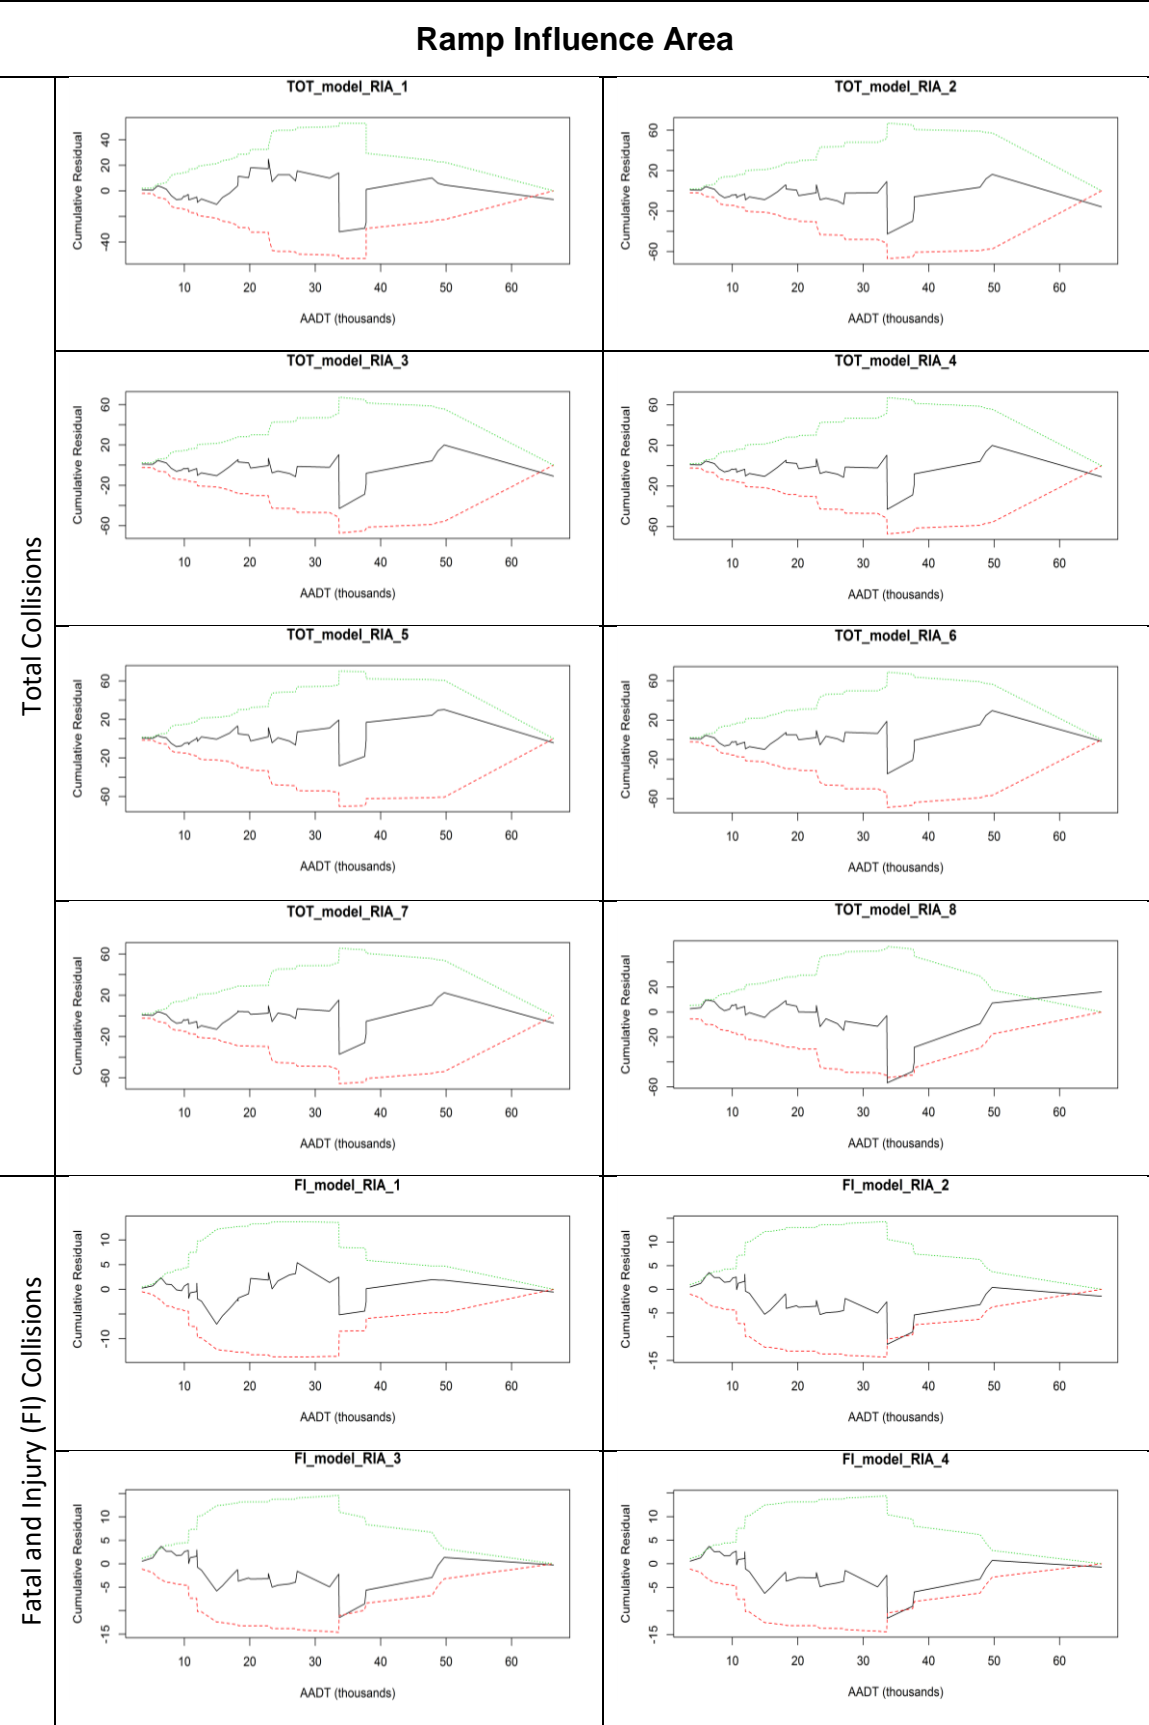 Ramp Influence Area
Total Collisions
TOT_model_RIA_1
Cumulative Residual
40
20
0
-40
10 20 30 40 50 60
AADT (thousands)
TOT_model_RIA_2
Cumulative Residual
60
20
-20
-60
10 20 30 40 50 60
AADT (thousands)
TOT_model_RIA_3
Cumulative Residual
60
20
-20
-60
10 20 30 40 50 60
AADT (thousands)
TOT_model_RIA_4
Cumulative Residual
60
20
-20
-60
10 20 30 40 50 60
AADT (thousands)
TOT_model_RIA_5
Cumulative Residual
60
20
-20
-60
10 20 30 40 50 60
AADT (thousands)
TOT_model_RIA_6
Cumulative Residual
60
20
-20
-60
10 20 30 40 50 60
AADT (thousands)
TOT_model_RIA_7
Cumulative Residual
60
20
-20
-60
10 20 30 40 50 60
AADT (thousands)
TOT_model_RIA_8
Cumulative Residual
20
0
-20
-60
10 20 30 40 50 60
AADT (thousands)
Fatal and Injury (FI) Collisions
FI_model_RIA_1
Cumulative Residual
10
5
0
-10
10 20 30 40 50 60
AADT (thousands)
FI_model_RIA_2
Cumulative Residual
10
5
0
-5
-15
10 20 30 40 50 60
AADT (thousands)
FI_model_RIA_3
Cumulative Residual
10
5
0
-5
-15
10 20 30 40 50 60
AADT (thousands)
FI_model_RIA_4
Cumulative Residual
10
5
0
-5
-15
10 20 30 40 50 60
AADT (thousands)